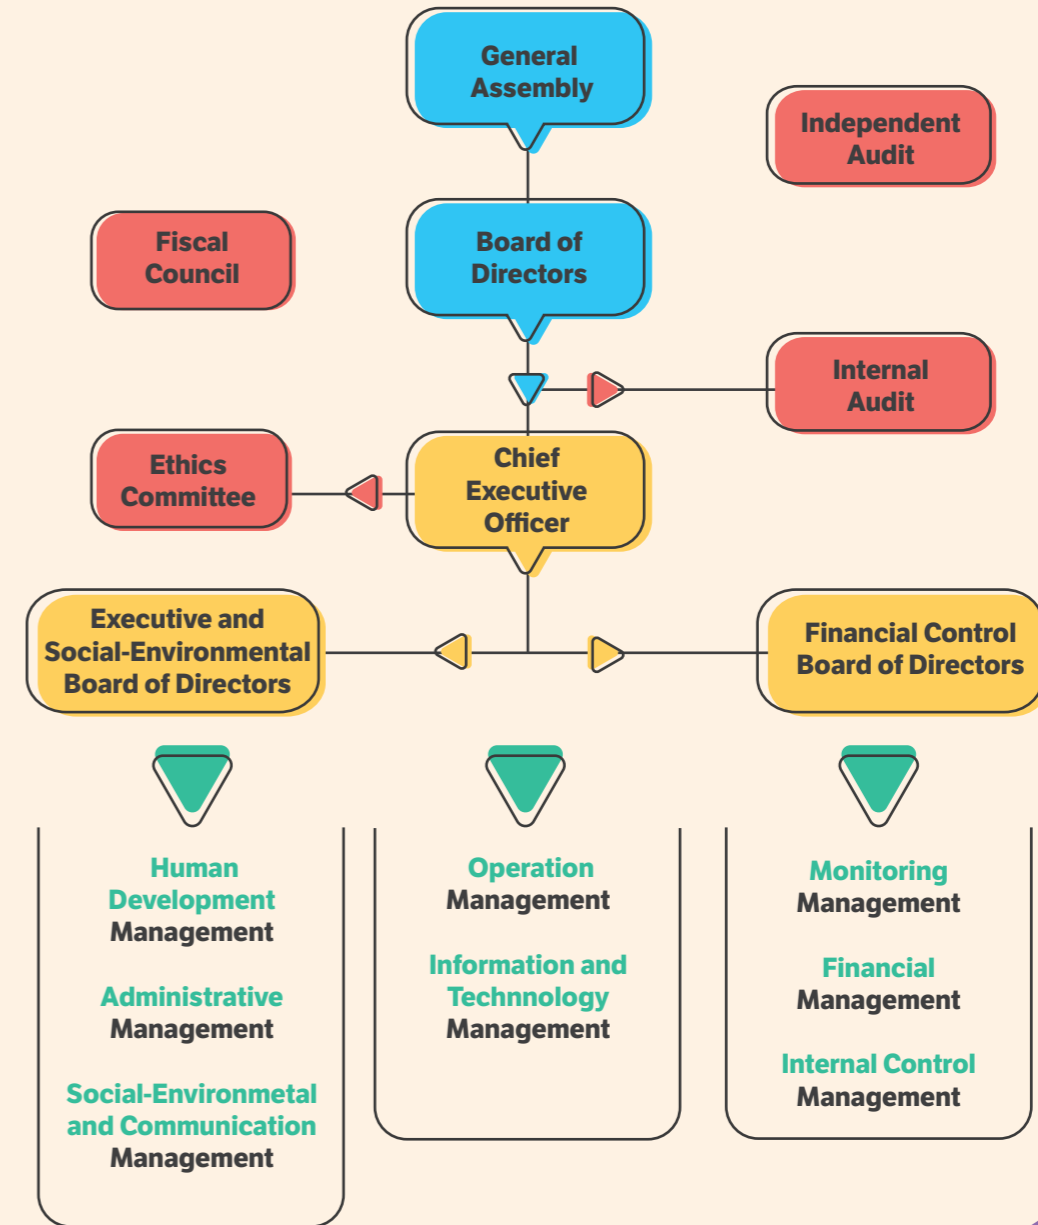 General
Assembly
Independent
Audit
Fiscal
Council
Board of
Directors
Internal
Audit
Ethics
Committee
Chief
Executive
Officer
Executive and
Social-Environmental
Board of Directors
Financial Control
Board of Directors
Human
Development
Management
Administrative
Management
Social-Environmetal
and Communication
Management
Operation
Management
Information and
Technnology
Management
Monitoring
Management
Financial
Management
Internal Control
Management